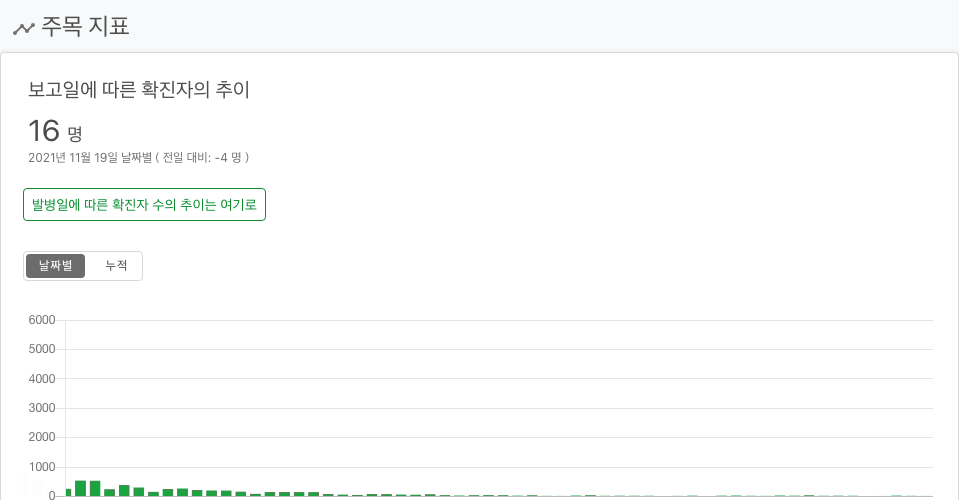 주목 지표
보고일에 따른 확진자의 추이
16 명
2021년 11월 19일 날짜별 ( 전일 대비: -4 명 )
발병일에 따른 확진자 수의 추이는 여기로
날짜별 누적
6000
5000
4000
3000
2000
1000
0